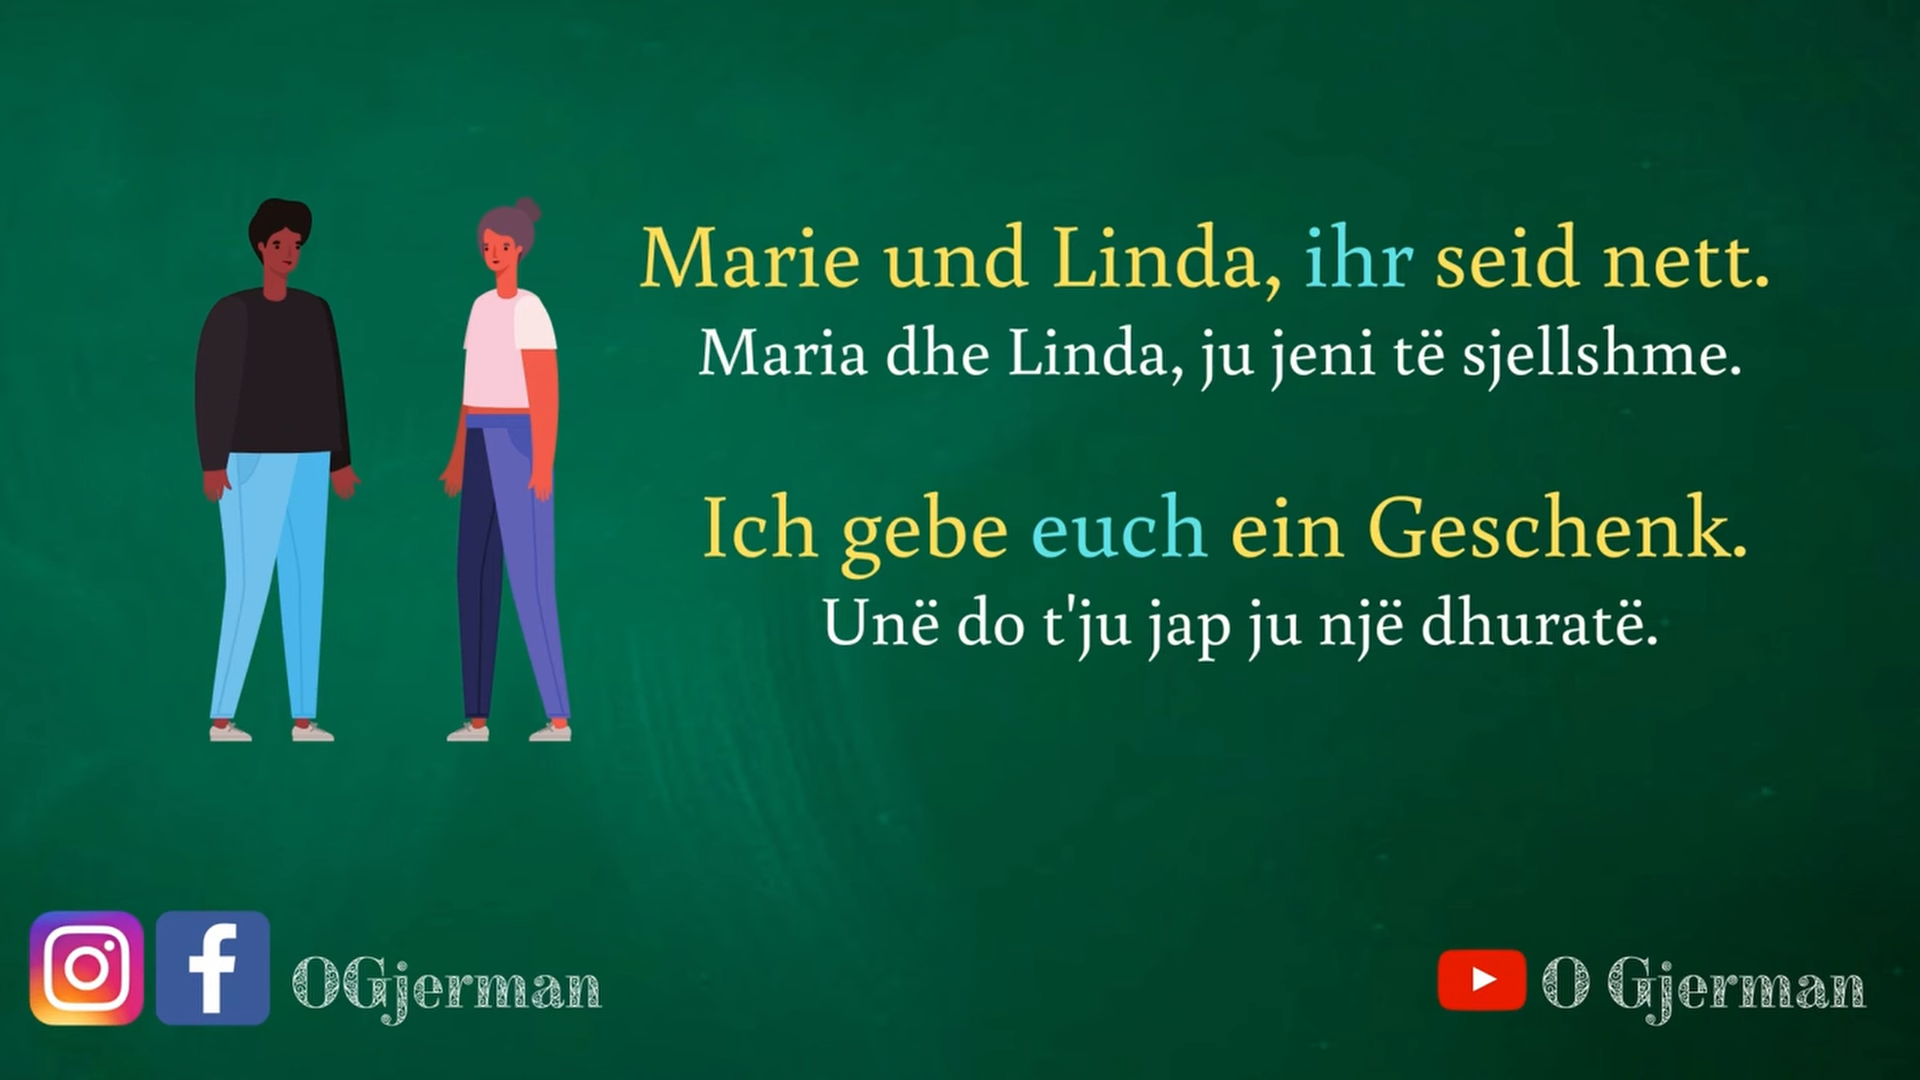 Marie und Linda, ihr seid nett.
Maria dhe Linda, ju jeni të sjellshme.
Ich gebe euch ein Geschenk.
Unë do t'ju jap ju një dhuratë.
OGjerman
O Gjerman